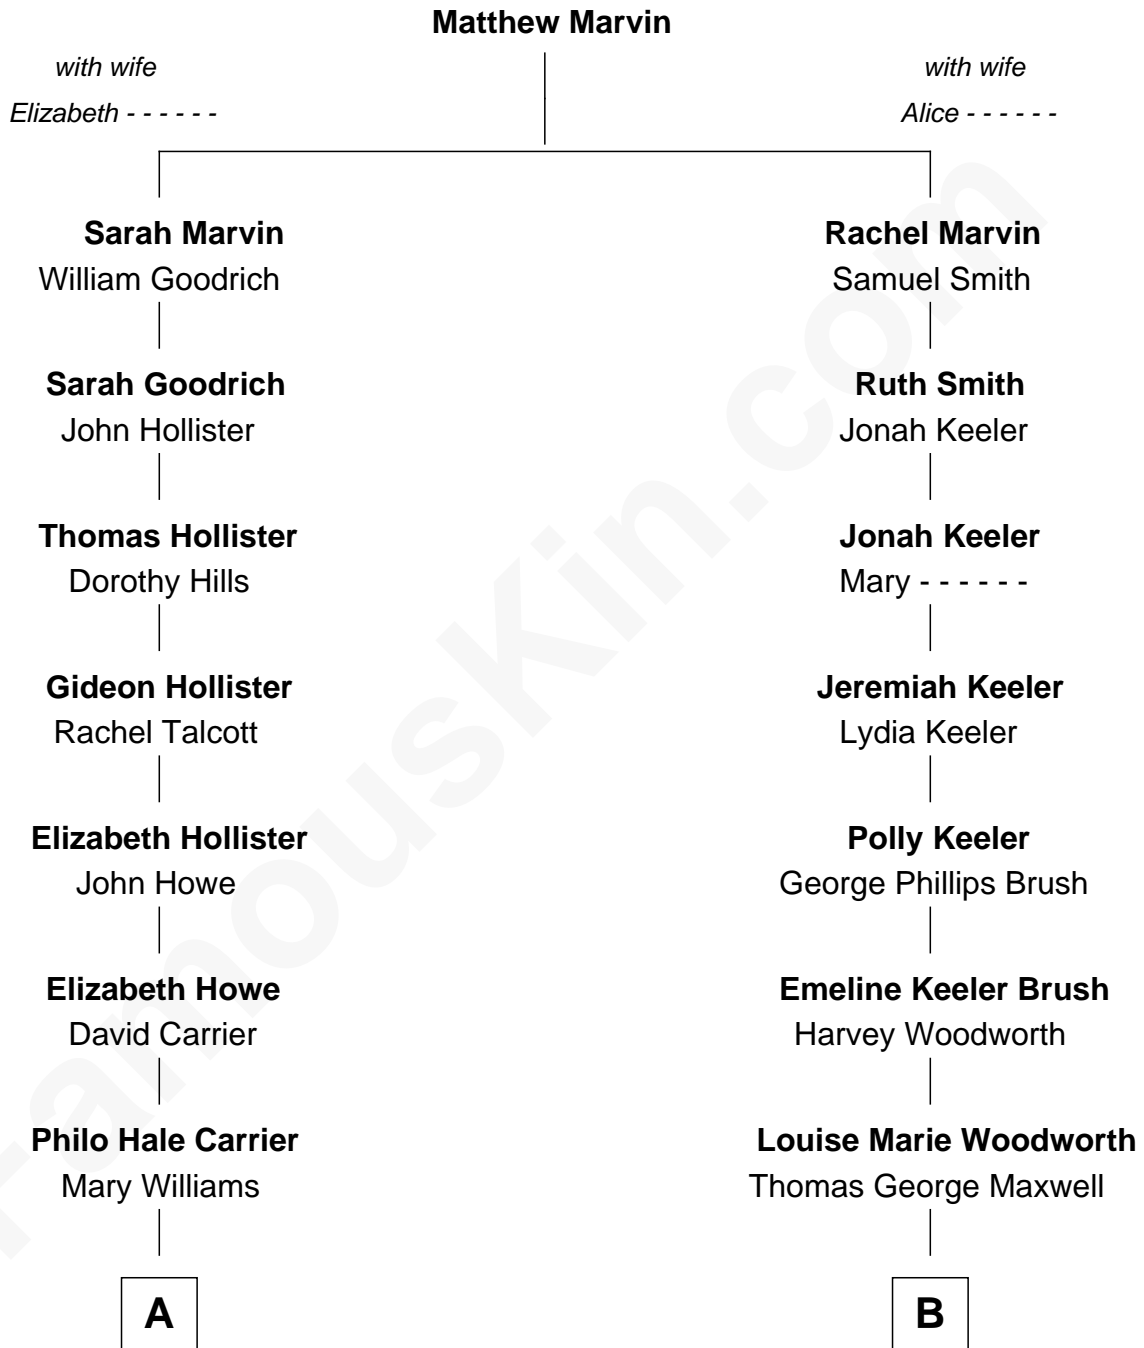 Matthew Marvin
with wife
Elizabeth - - - - - -
with wife
Alice - - - - - -
Sarah Marvin
William Goodrich
Rachel Marvin
Samuel Smith
Sarah Goodrich
John Hollister
Ruth Smith
Jonah Keeler
Thomas Hollister
Dorothy Hills
Jonah Keeler
Mary - - - - - -
Gideon Hollister
Rachel Talcott
Jeremiah Keeler
Lydia Keeler
Elizabeth Hollister
John Howe
Polly Keeler
George Phillips Brush
Elizabeth Howe
David Carrier
Emeline Keeler Brush
Harvey Woodworth
Philo Hale Carrier
Mary Williams
Louise Marie Woodworth
Thomas George Maxwell
A
B
FamousKin.com